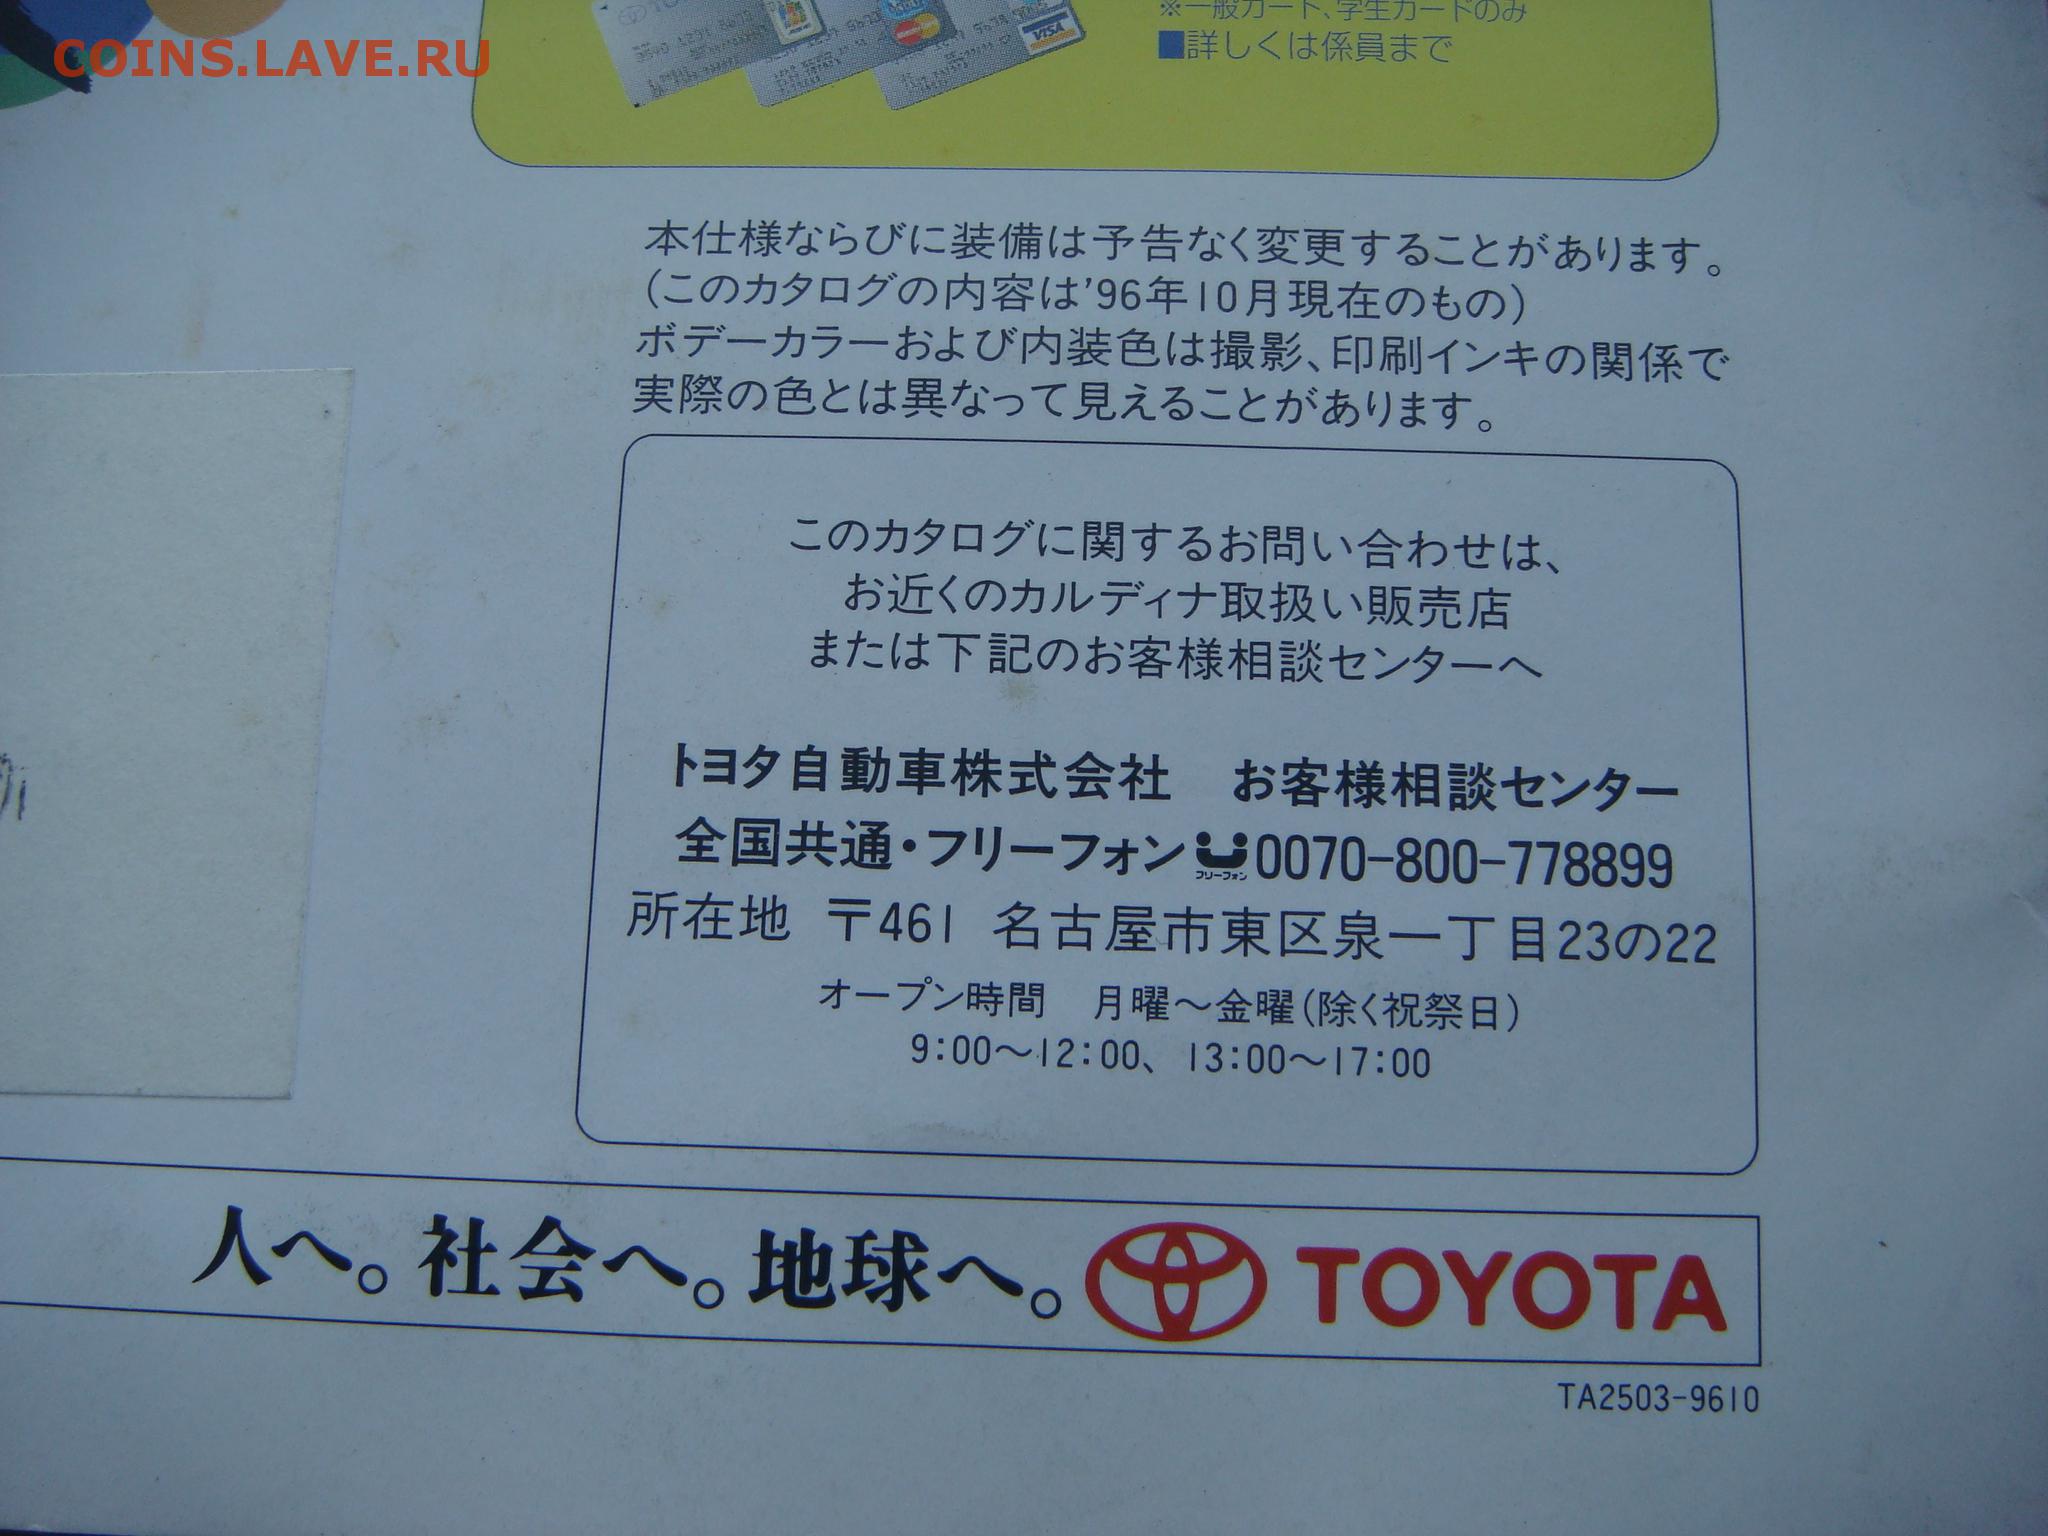 COINS.LAVE.RU
※一般カード、学生カードのみ
■詳しくは係員まで
VISA
MasterCard
本仕様ならびに装備は予告なく変更することがあります。
(このカタログの内容は'96年10月現在のもの)
ボデーカラーおよび内装色は撮影、印刷インキの関係で
実際の色とは異なって見えることがあります。
このカタログに関するお問い合わせは、
お近くのカルディナ取扱い販売店
または下記のお客様相談センターへ
トヨタ自動車株式会社 お客様相談センター
全国共通・フリーフォン フリーフォン 0070-800-778899
所在地 〒461 名古屋市東区泉一丁目23の22
オープン時間 月曜〜金曜(除く祝祭日)
9:00〜12:00、13:00〜17:00
人へ。社会へ。地球へ。 TOYOTA
TA2503-9610